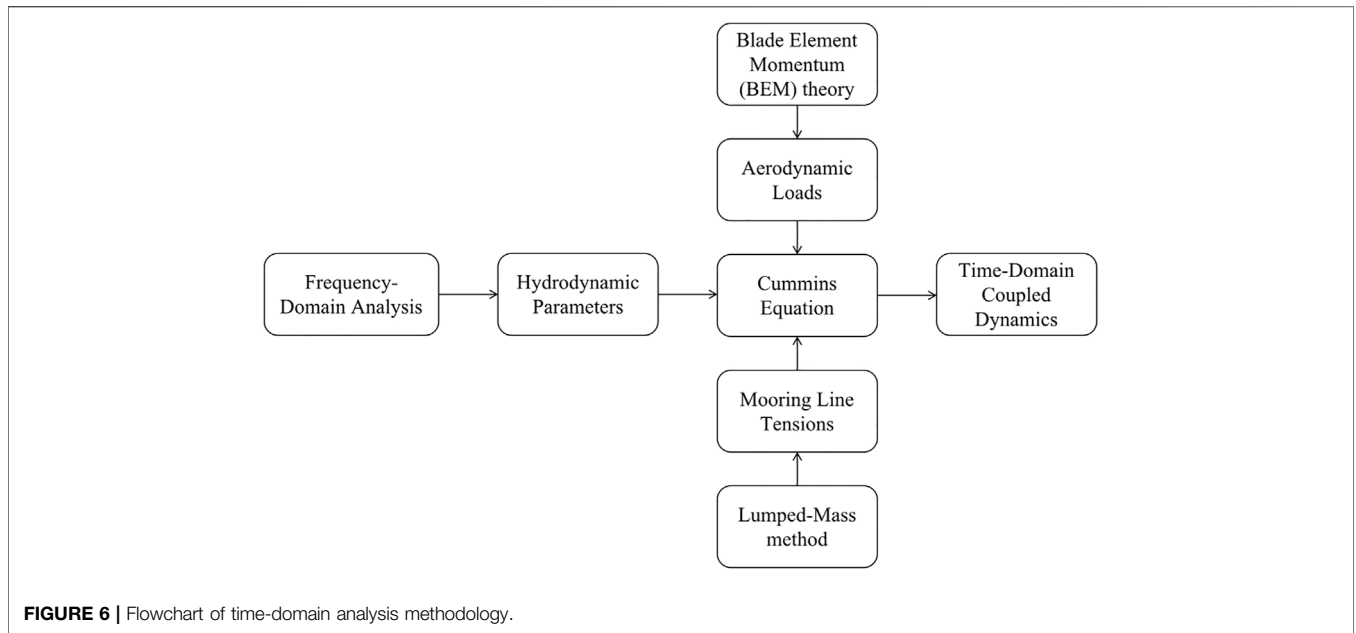 Blade Element
Momentum
(BEM) theory
Aerodynamic
Loads
Frequency-
Domain Analysis
Hydrodynamic
Parameters
Cummins
Equation
Time-Domain
Coupled
Dynamics
Mooring Line
Tensions
Lumped-Mass
method
FIGURE 6 | Flowchart of time-domain analysis methodology.